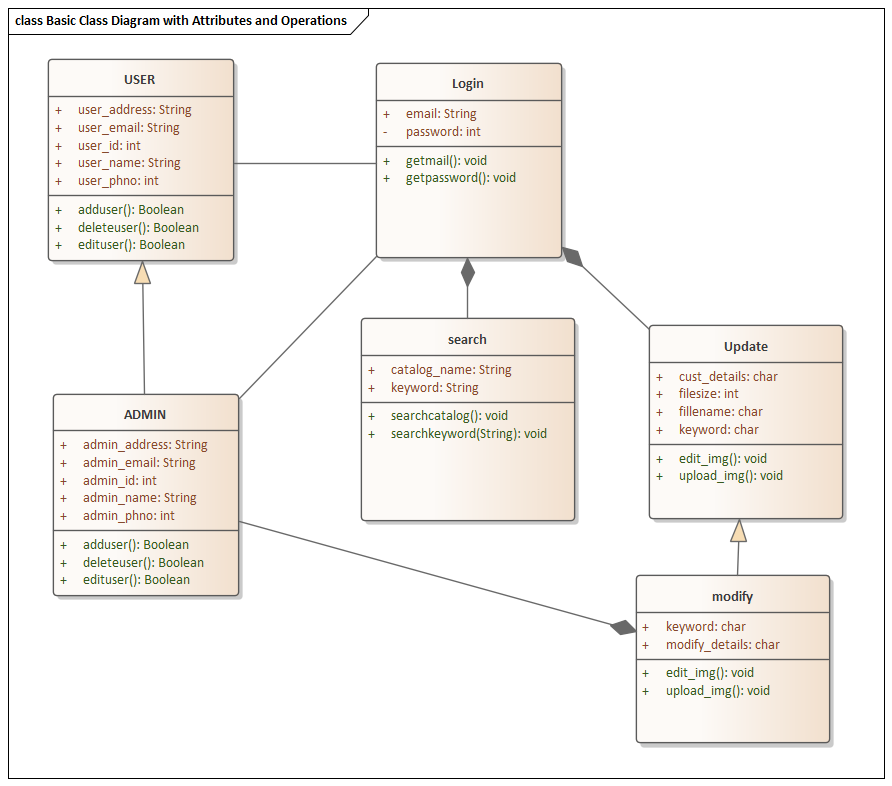 class Basic Class Diagram with Attributes and Operations
USER
+ user_address: String
+ user_email: String
+ user_id: int
+ user_name: String
+ user_phno: int
+ adduser(): Boolean
+ deleteuser(): Boolean
+ edituser(): Boolean
Login
+ email: String
- password: int
+ getmail(): void
+ getpassword(): void
search
+ catalog_name: String
+ keyword: String
+ searchcatalog(): void
+ searchkeyword(String): void
Update
+ cust_details: char
+ filesize: int
+ fillename: char
+ keyword: char
+ edit_img(): void
+ upload_img(): void
ADMIN
+ admin_address: String
+ admin_email: String
+ admin_id: int
+ admin_name: String
+ admin_phno: int
+ adduser(): Boolean
+ deleteuser(): Boolean
+ edituser(): Boolean
modify
+ keyword: char
+ modify_details: char
+ edit_img(): void
+ upload_img(): void